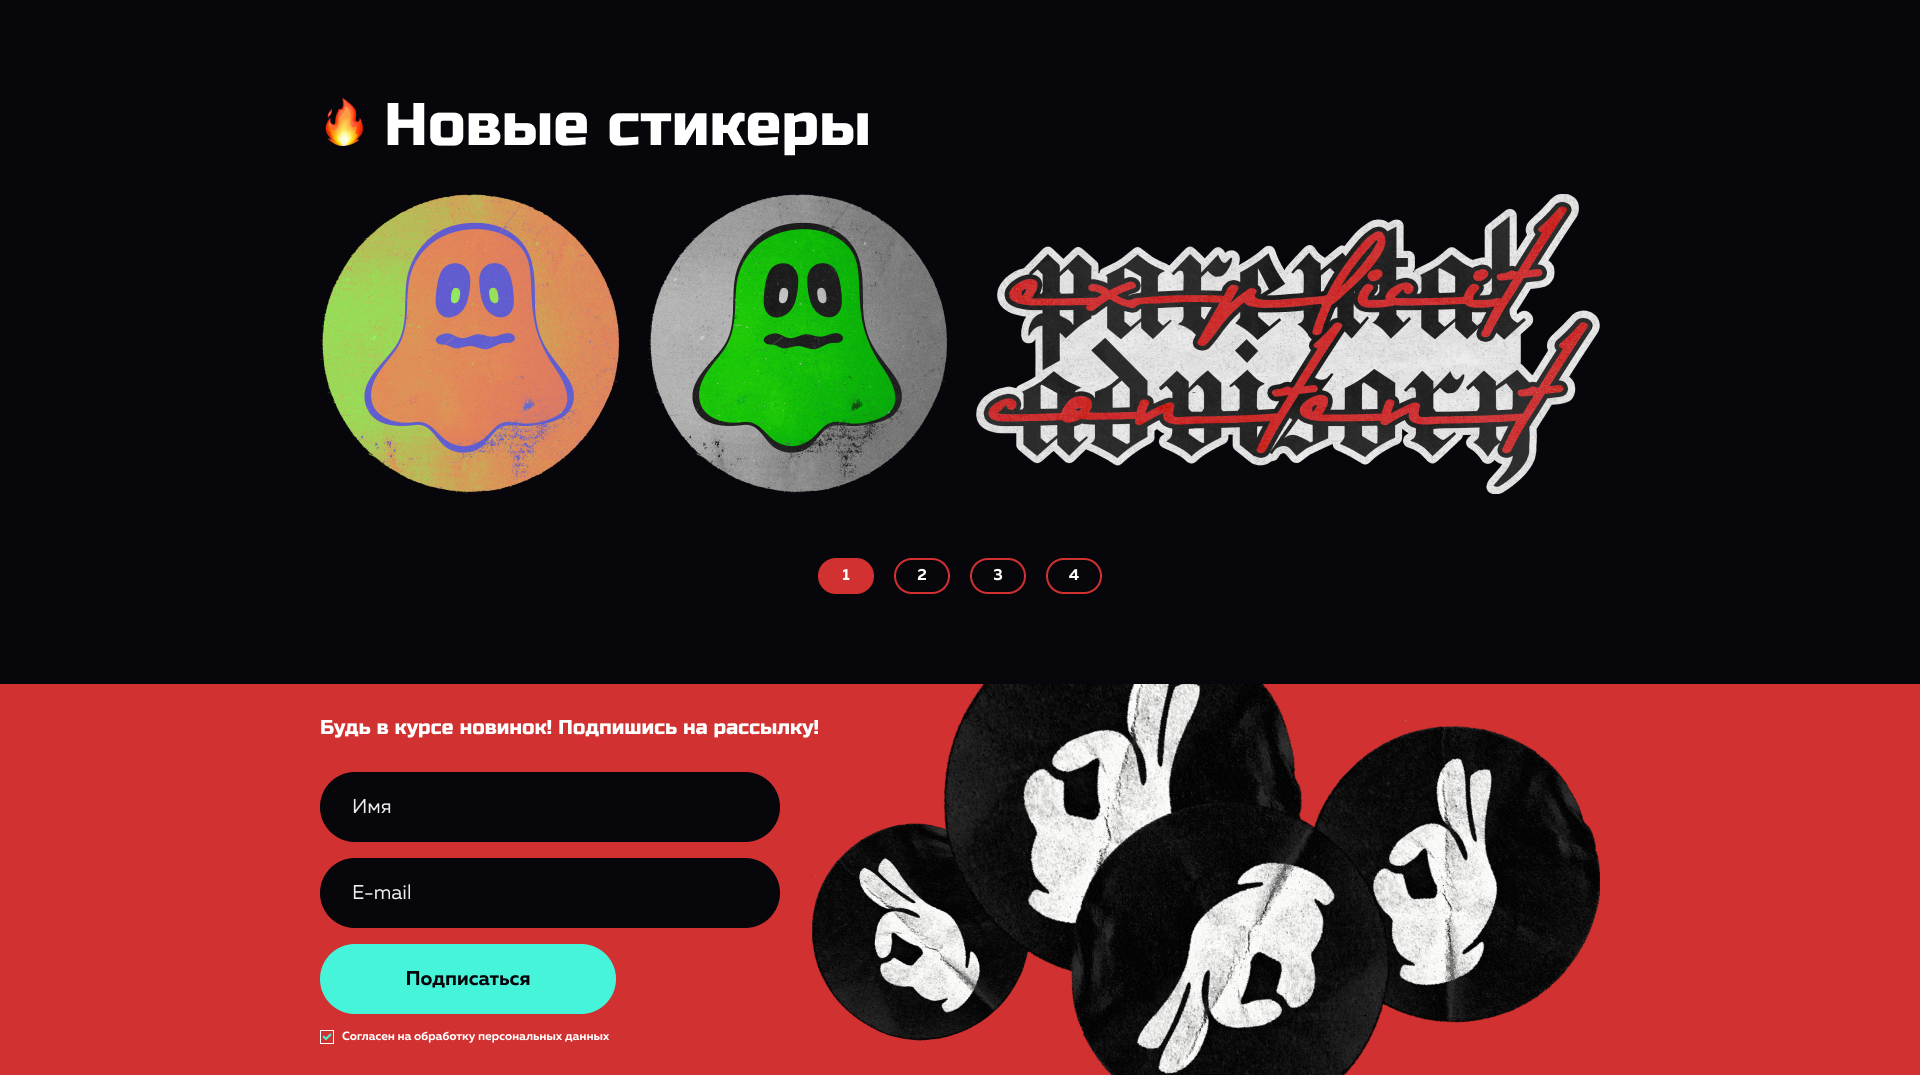 Новые стикеры
parental
explicit
advisory
content
1 2 3 4
Будь в курсе новинок! Подпишись на рассылку!
Имя
E-mail
Подписаться
Согласен на обработку персональных данных